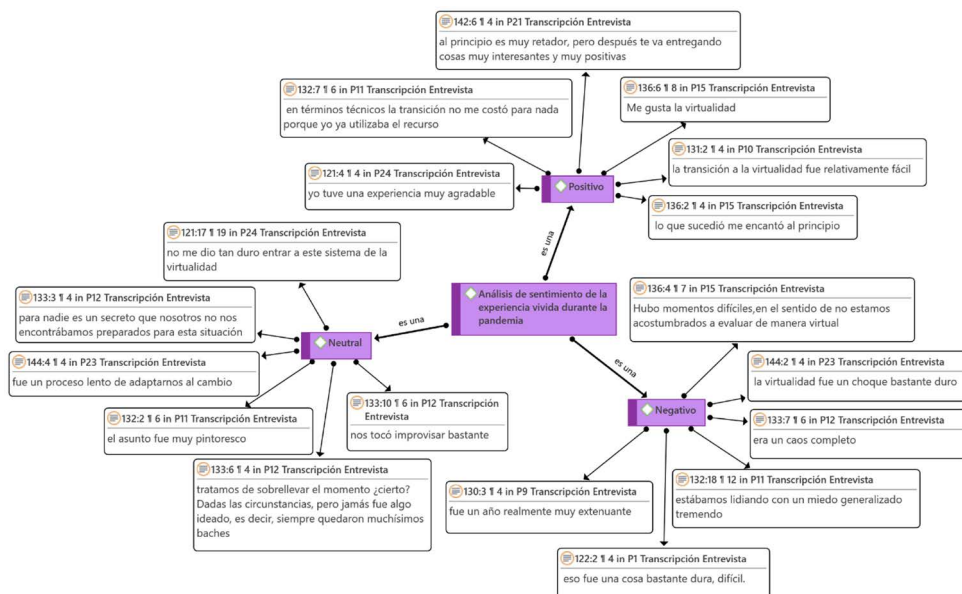 142:6 ¶ 4 in P21 Transcripción Entrevista
al principio es muy retador, pero después te va entregando
cosas muy interesantes y muy positivas
132:7 ¶ 6 in P11 Transcripción Entrevista
en términos técnicos la transición no me costó para nada
porque yo ya utilizaba el recurso
136:6 ¶ 8 in P15 Transcripción Entrevista
Me gusta la virtualidad
131:2 ¶ 4 in P10 Transcripción Entrevista
la transición a la virtualidad fue relativamente fácil
121:4 ¶ 4 in P24 Transcripción Entrevista
yo tuve una experiencia muy agradable
Positivo
136:2 ¶ 4 in P15 Transcripción Entrevista
lo que sucedió me encantó al principio
es una
121:17 ¶ 19 in P24 Transcripción Entrevista
no me dio tan duro entrar a este sistema de la
virtualidad
133:3 ¶ 4 in P12 Transcripción Entrevista
para nadie es un secreto que nosotros no nos
encontrábamos preparados para esta situación
es una
Análisis de sentimiento de la
experiencia vivida durante la
pandemia
Neutral
144:4 ¶ 4 in P23 Transcripción Entrevista
fue un proceso lento de adaptarnos al cambio
132:2 ¶ 6 in P11 Transcripción Entrevista
el asunto fue muy pintoresco
133:10 ¶ 6 in P12 Transcripción
Entrevista
nos tocó improvisar bastante
133:6 ¶ 4 in P12 Transcripción Entrevista
tratamos de sobrellevar el momento ¿cierto?
Dadas las circunstancias, pero jamás fue algo
ideado, es decir, siempre quedaron muchísimos
baches
es una
136:4 ¶ 7 in P15 Transcripción Entrevista
Hubo momentos difíciles,en el sentido de no estamos
acostumbrados a evaluar de manera virtual
144:2 ¶ 4 in P23 Transcripción Entrevista
la virtualidad fue un choque bastante duro
Negativo
133:7 ¶ 6 in P12 Transcripción Entrevista
era un caos completo
132:18 ¶ 12 in P11 Transcripción Entrevista
estábamos lidiando con un miedo generalizado
tremendo
130:3 ¶ 4 in P9 Transcripción Entrevista
fue un año realmente muy extenuante
122:2 ¶ 4 in P1 Transcripción Entrevista
eso fue una cosa bastante dura, difícil.